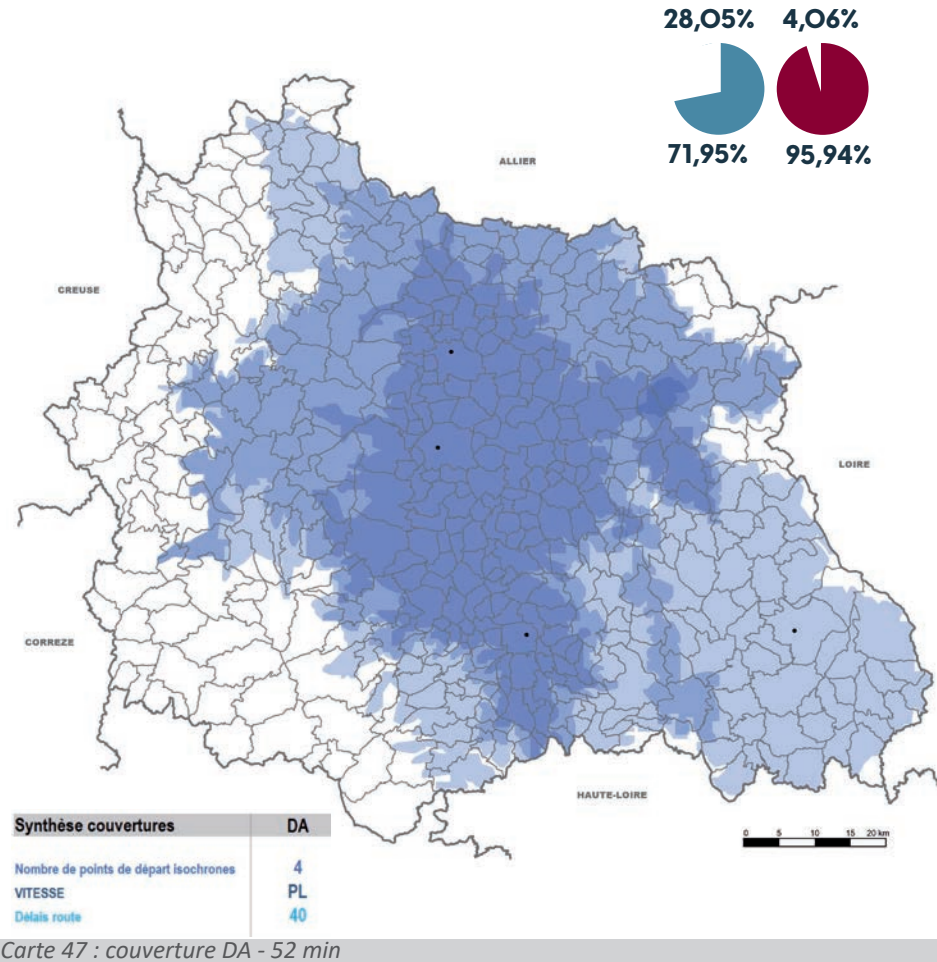 28,05% 4,06%
71,95% 95,94%
ALLIER
CREUSE
LOIRE
CORREZE
HAUTE-LOIRE
0 5 10 15 20 km
Synthèse couvertures DA
Nombre de points de départ isochrones 4
VITESSE PL
Délais route 40
Carte 47 : couverture DA - 52 min